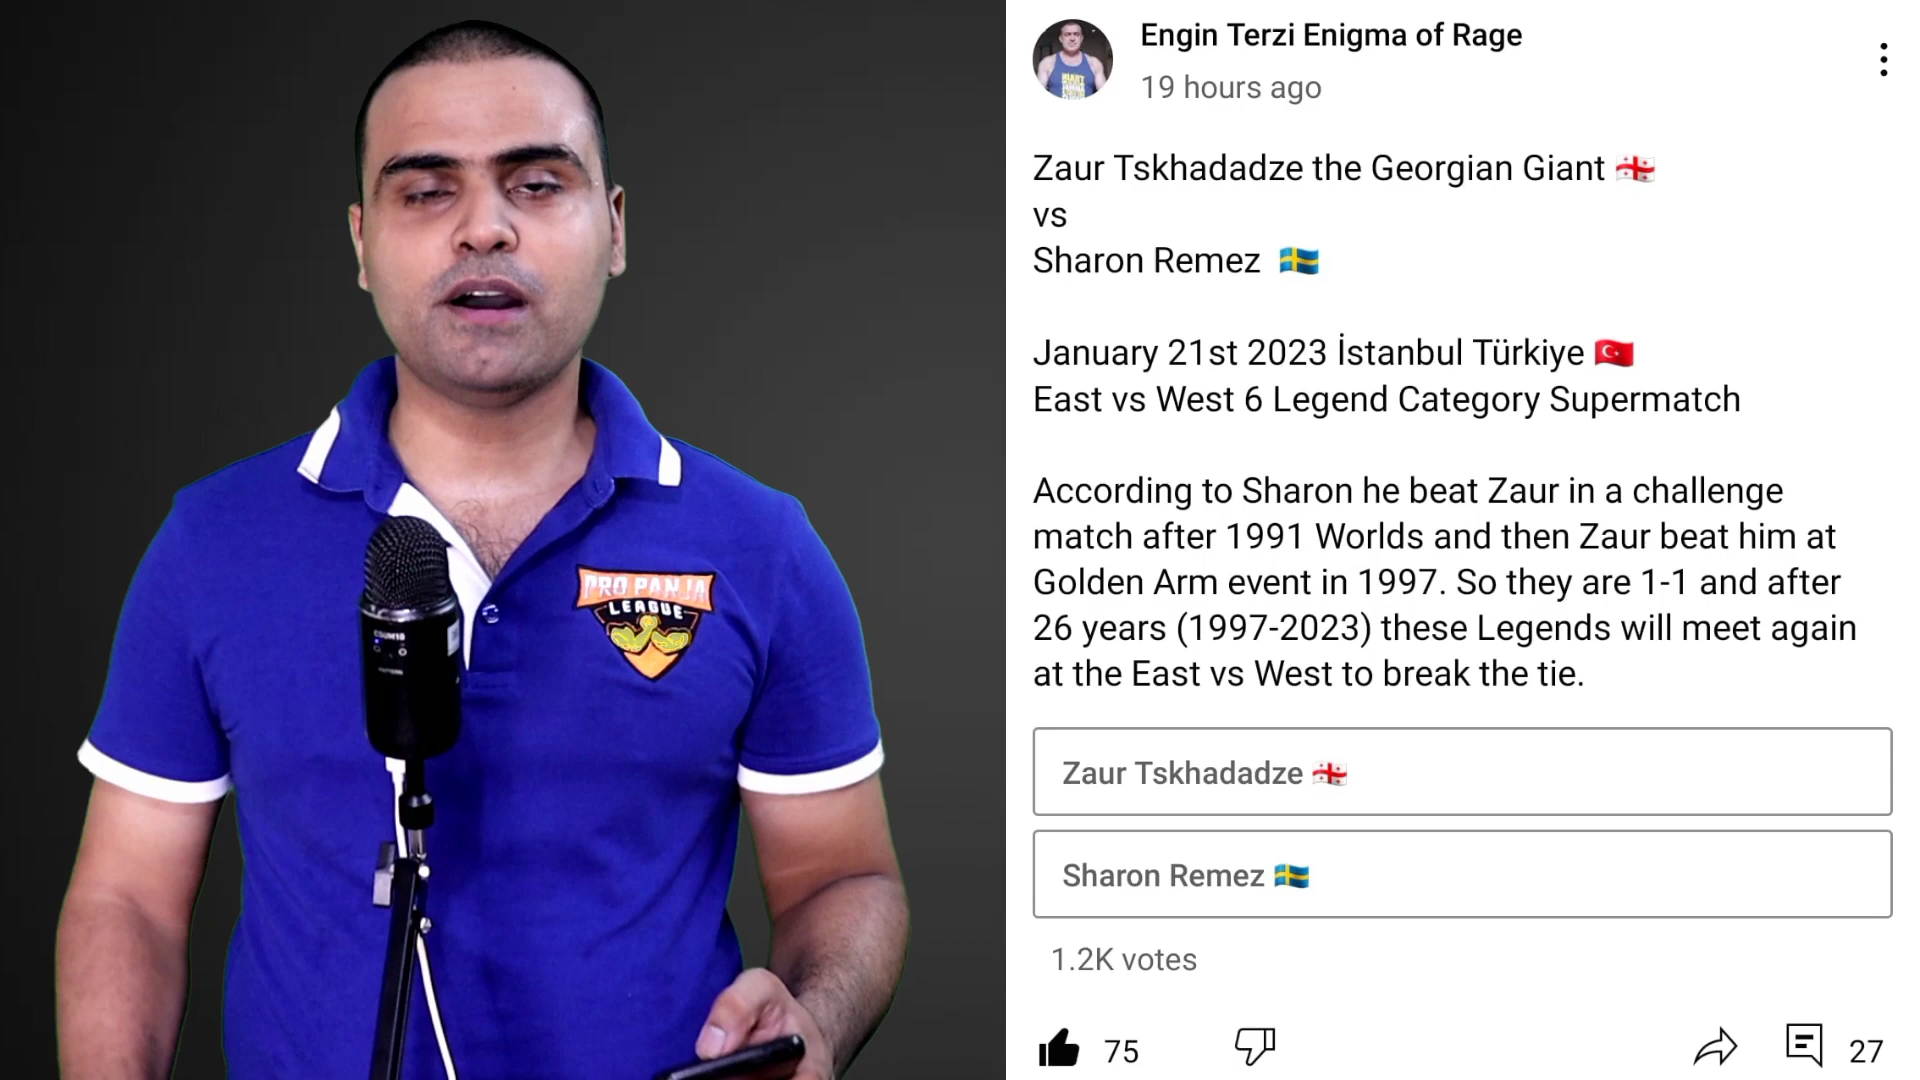 PRO PANJA
LEAGUE
Engin Terzi Enigma of Rage
19 hours ago
Zaur Tskhadadze the Georgian Giant 🇬🇪
vs
Sharon Remez 🇸🇪
January 21st 2023 İstanbul Türkiye 🇹🇷
East vs West 6 Legend Category Supermatch
According to Sharon he beat Zaur in a challenge
match after 1991 Worlds and then Zaur beat him at
Golden Arm event in 1997. So they are 1-1 and after
26 years (1997-2023) these Legends will meet again
at the East vs West to break the tie.
Zaur Tskhadadze 🇬🇪
Sharon Remez 🇸🇪
1.2K votes
75
27